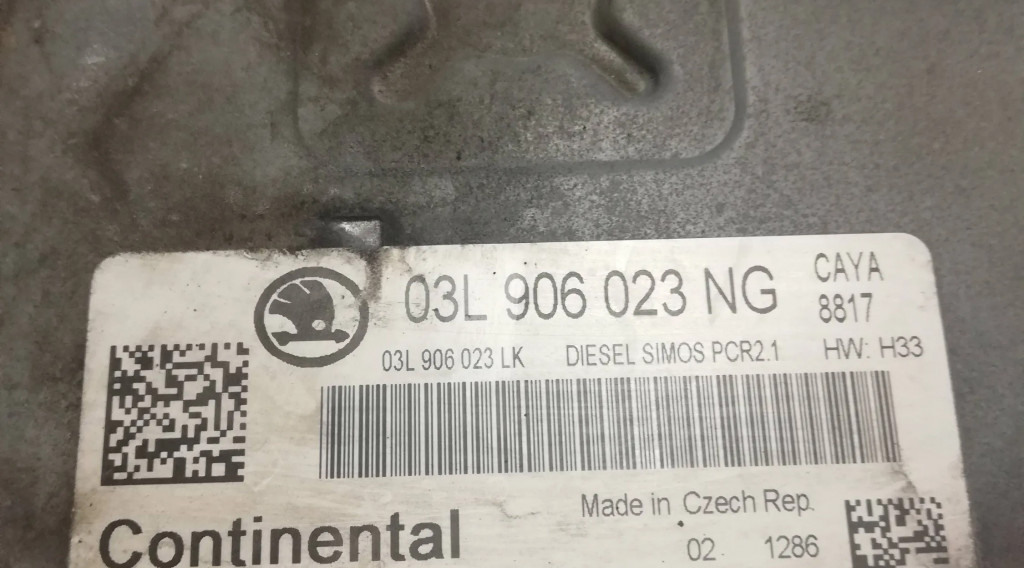 03L 906 023 NG CAYA
8817
03L 906 023 LK DIESEL SIMOS PCR2.1 HW: H33
Made in Czech Rep.
Continental 02 1286